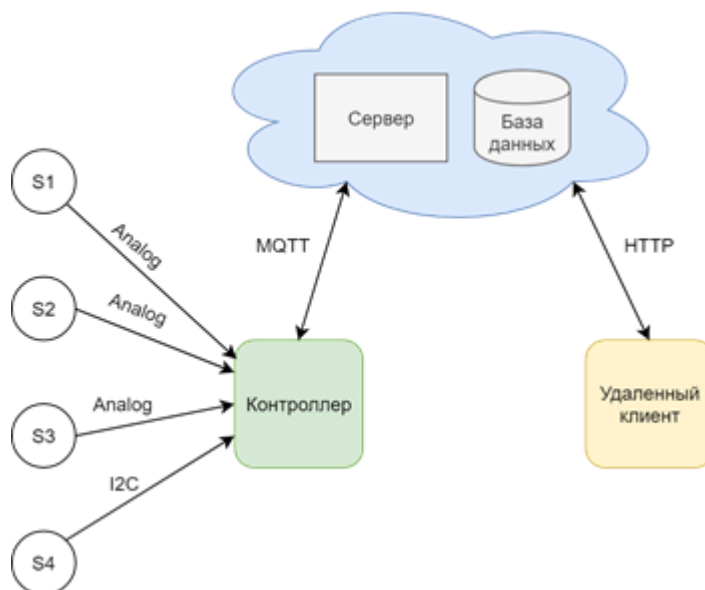 Сервер
База
данных
S1
Analog
MQTT
HTTP
S2
Analog
S3
Analog
Контроллер
Удаленный
клиент
I2C
S4